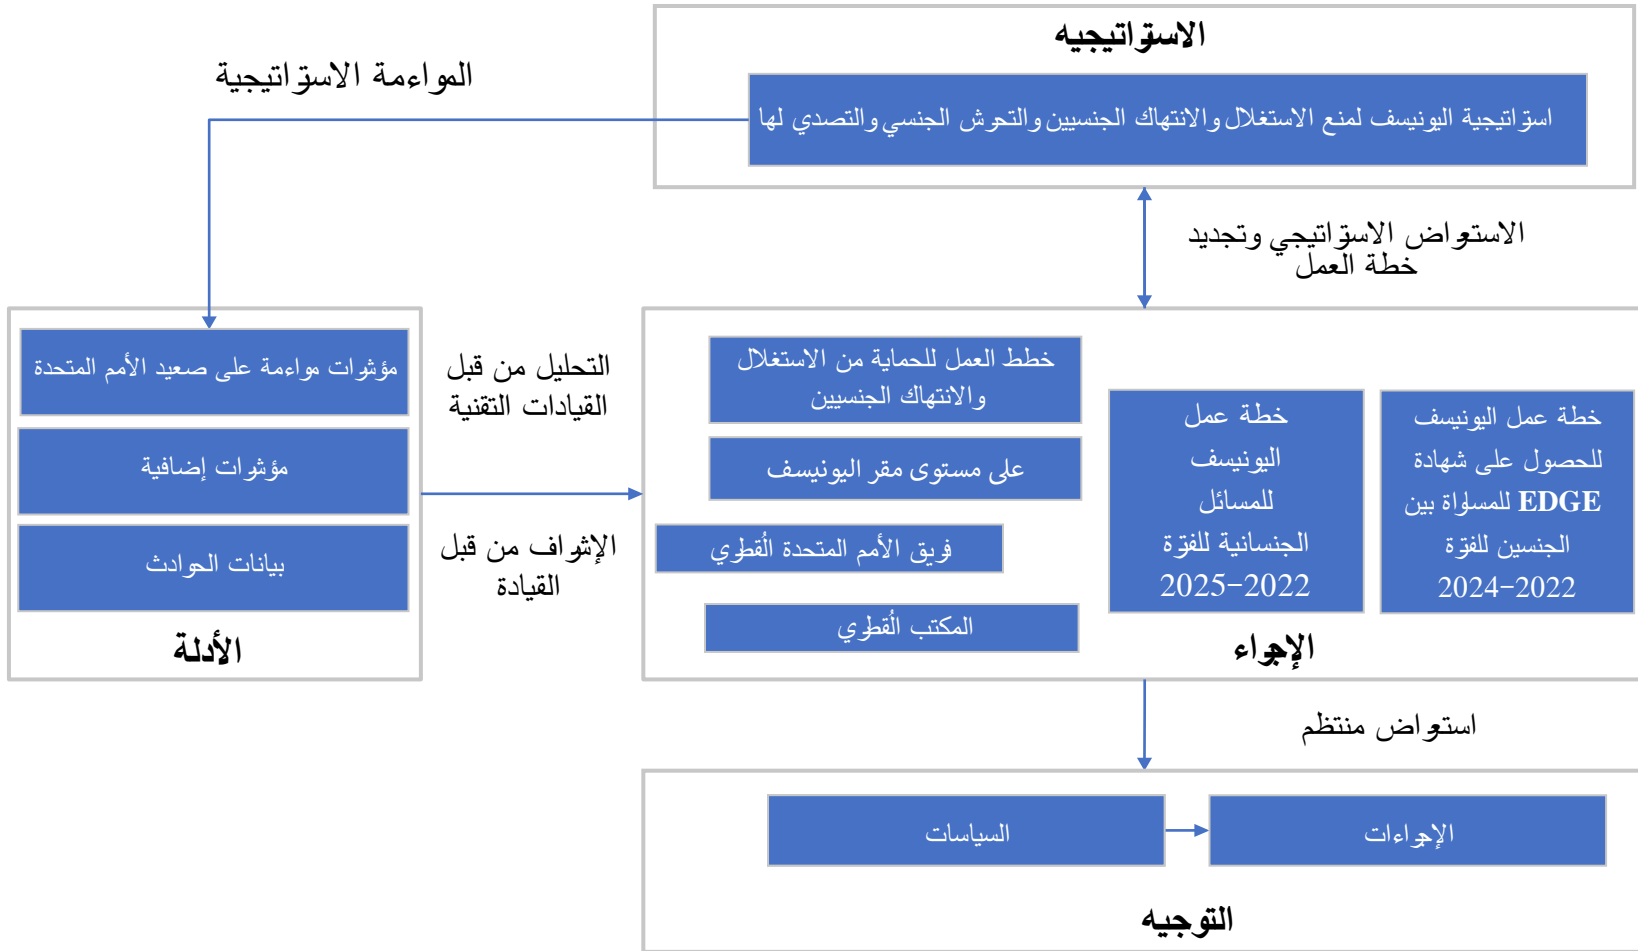 الاستراتيجيه
استراتيجية اليونيسف لمنع الاستغلال والانتهاك الجنسيين والتحرش الجنسي والتصدي لها
المواءمة الاستراتيجية
الاستعراض الاستراتيجي وتجديد
خطة العمل
خطة عمل اليونيسف
للحصول على شهادة
EDGE للمساواة بين
الجنسين للفترة
2022-2024
خطة عمل
اليونيسف
للمسائل
الجنسانية للفترة
2022-2025
خطط العمل للحماية من الاستغلال
والانتهاك الجنسيين
على مستوى مقر اليونيسف
فريق الأمم المتحدة القُطري
المكتب القُطري
الإجراء
التحليل من قبل
القيادات التقنية
الإشراف من قبل
القيادة
مؤشرات مواءمة على صعيد الأمم المتحدة
مؤشرات إضافية
بيانات الحوادث
الأدلة
استعراض منتظم
الإجراءات
السياسات
التوجيه